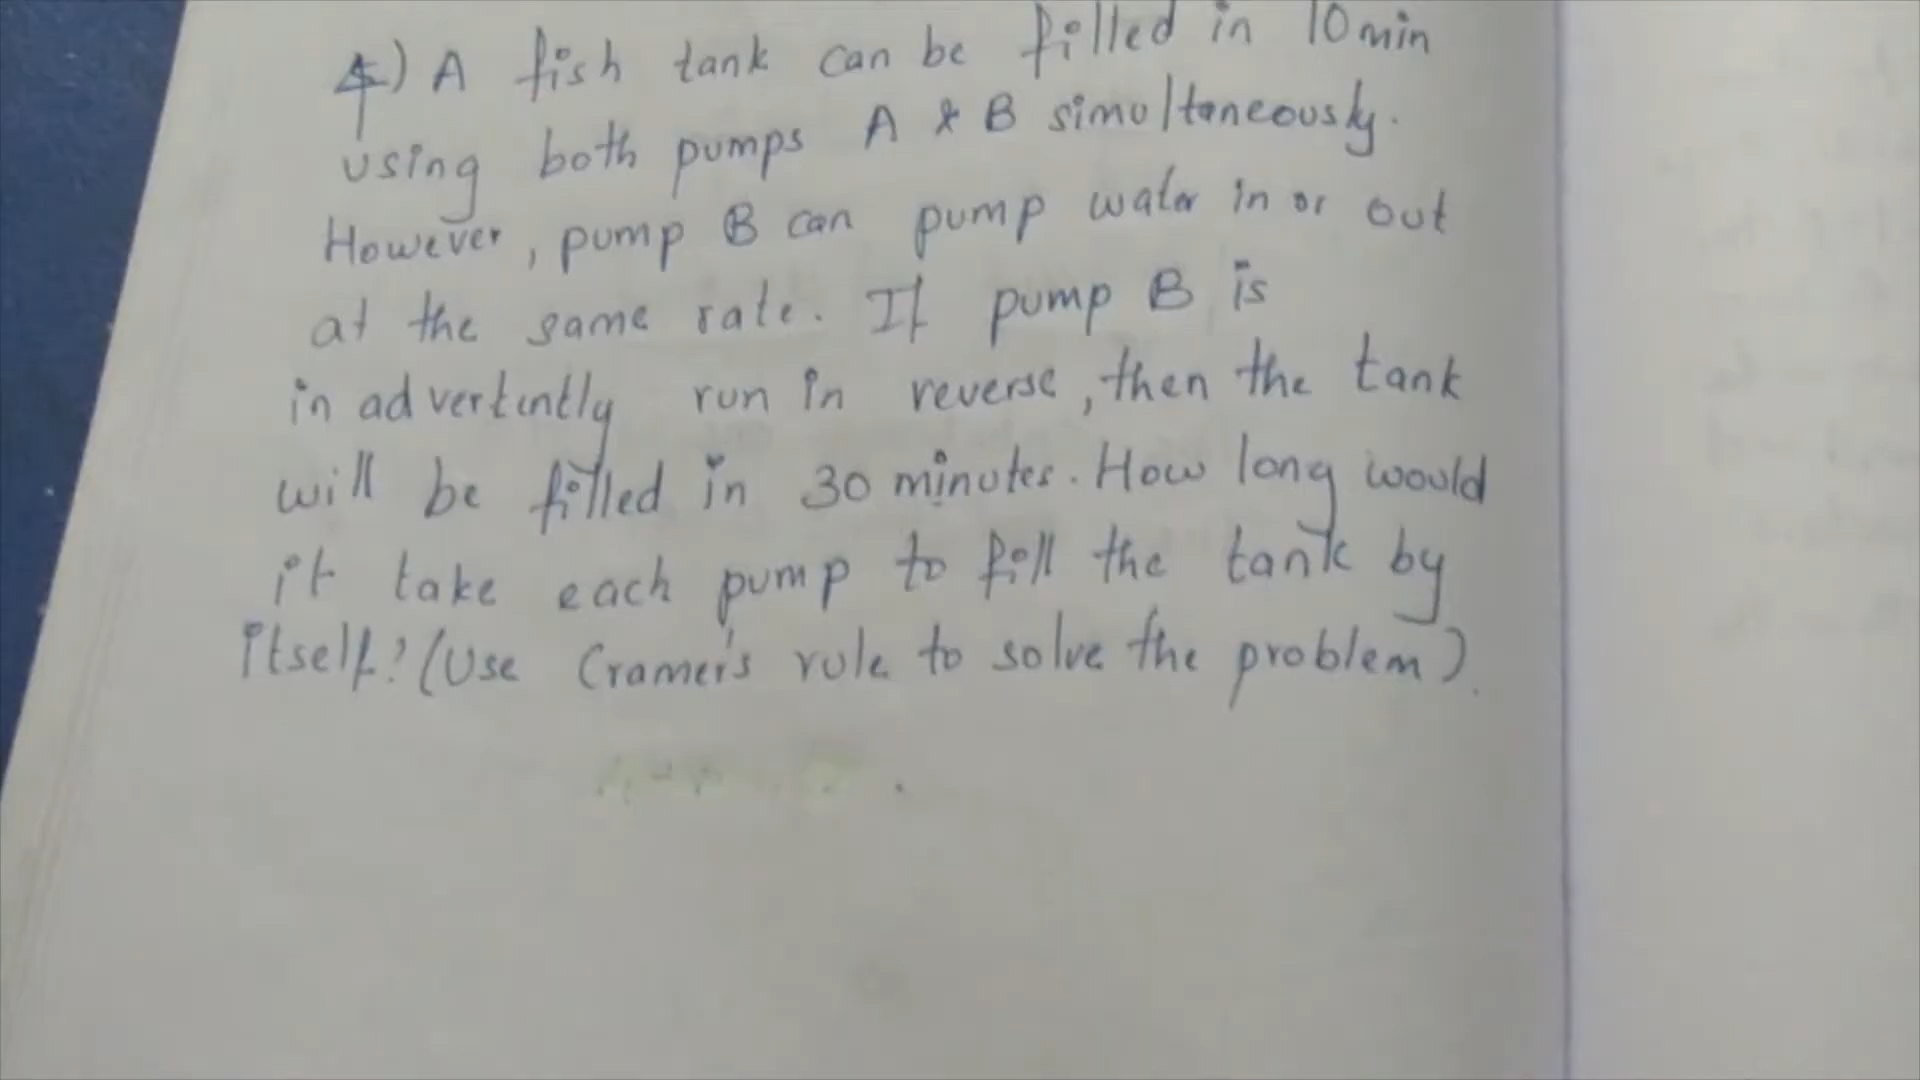 4) A fish tank can be filled in 10 min
using both pumps A & B simultaneously.
However, pump B can pump water in or out
at the same rate. If pump B is
inadvertently run in reverse, then the tank
will be filled in 30 minutes. How long would
it take each pump to fill the tank by
itself? (Use Cramer's rule to solve the problem).